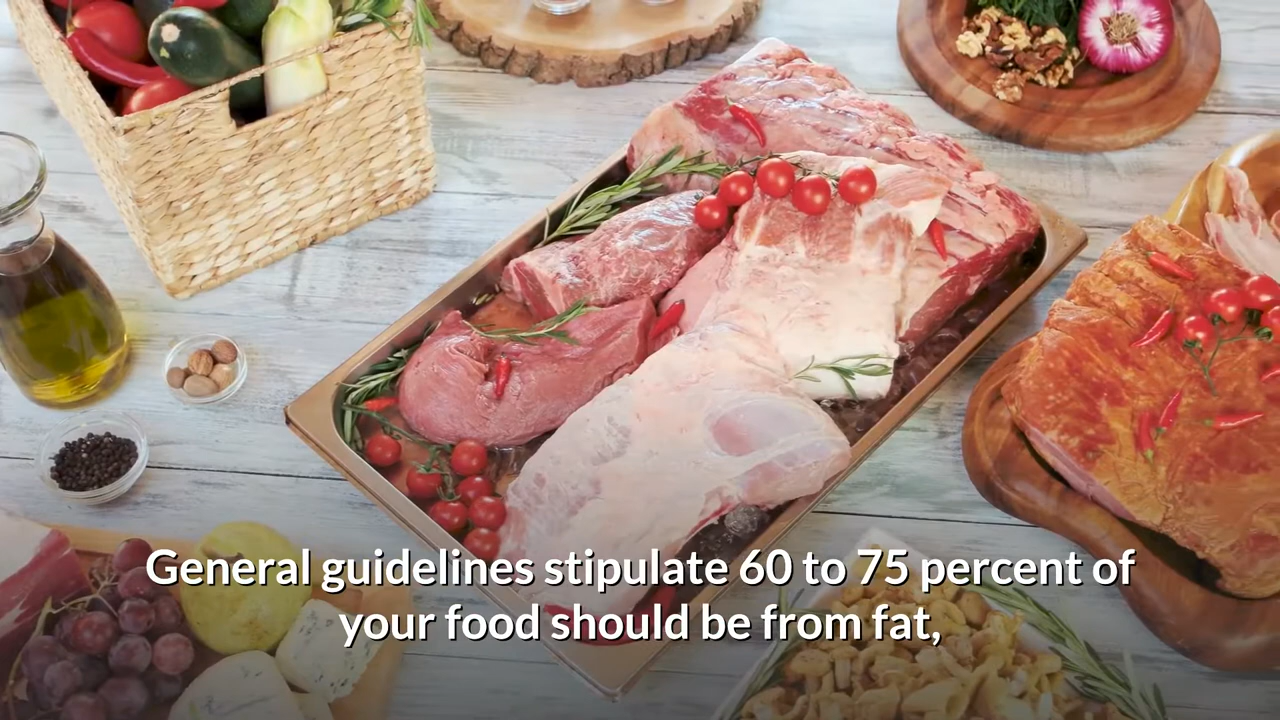 General guidelines stipulate 60 to 75 percent of
your food should be from fat,